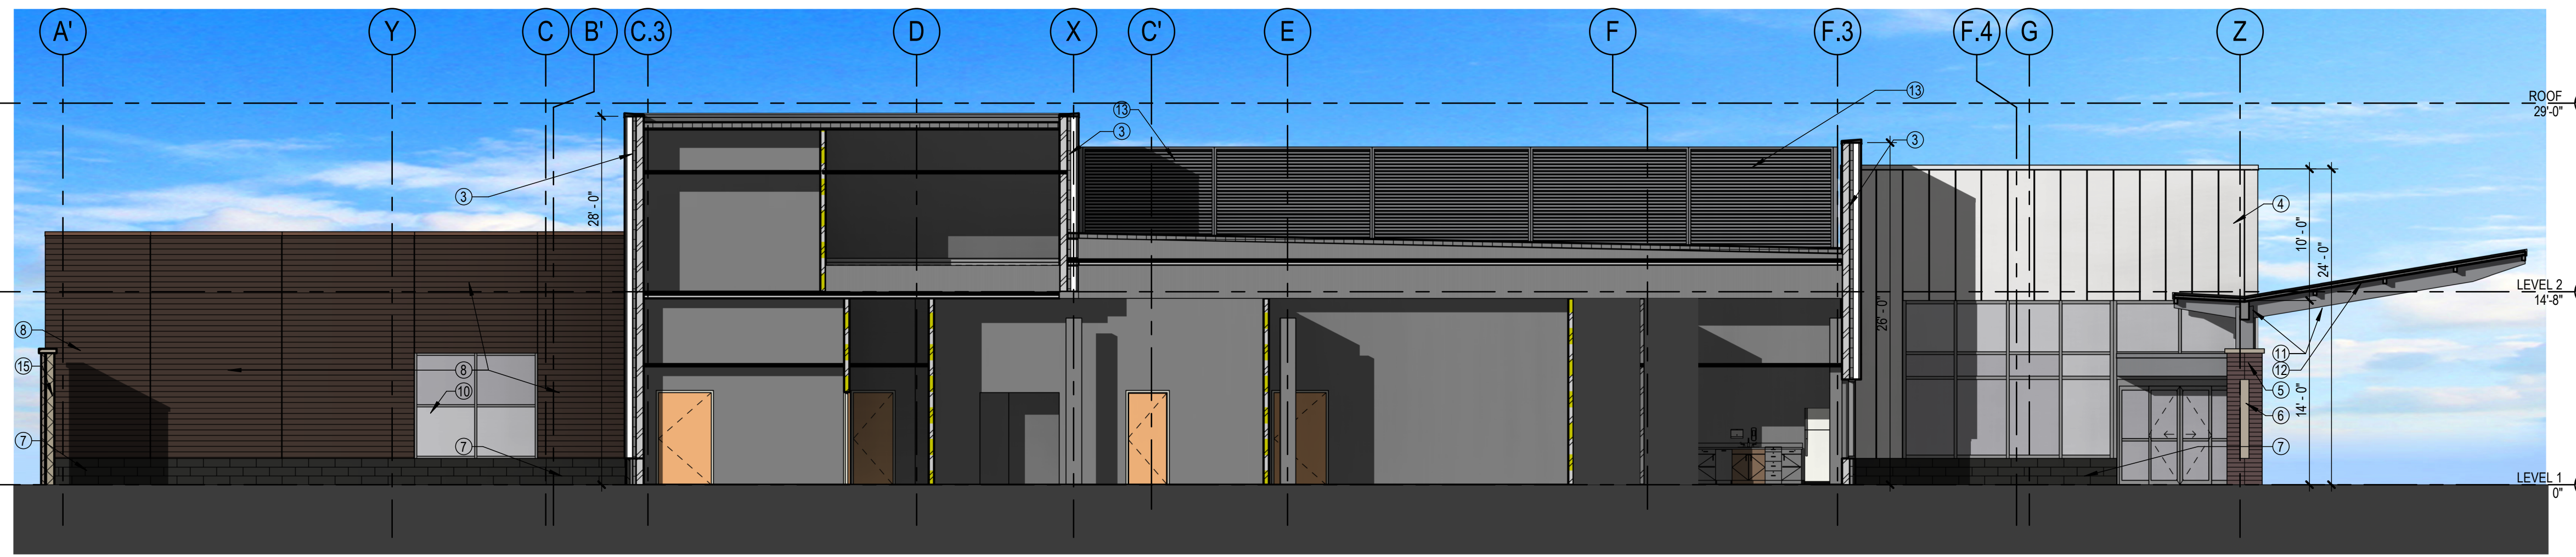 A' Y C B' C.3 D X C' E F F.3 F.4 G Z
13
ROOF
29'-0"
13
3
3
3
28' - 0"
4
10' - 0"
24' - 0"
LEVEL 2
14'-8"
26' - 0"
8
11
15
8
12
10
5
14' - 0"
6
7
7
7
LEVEL 1
0"